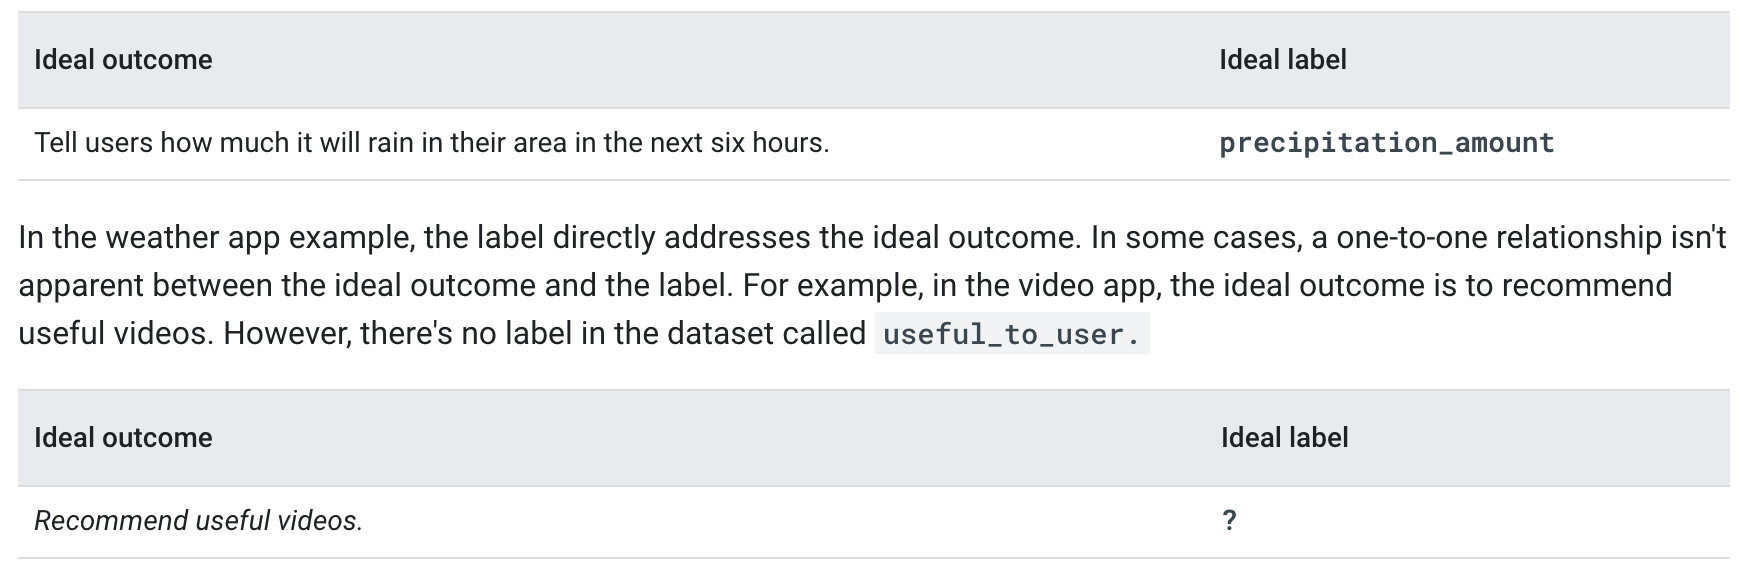 Ideal outcome Ideal label
Tell users how much it will rain in their area in the next six hours. precipitation_amount
In the weather app example, the label directly addresses the ideal outcome. In some cases, a one-to-one relationship isn't
apparent between the ideal outcome and the label. For example, in the video app, the ideal outcome is to recommend
useful videos. However, there's no label in the dataset called useful_to_user.
Ideal outcome Ideal label
Recommend useful videos. ?